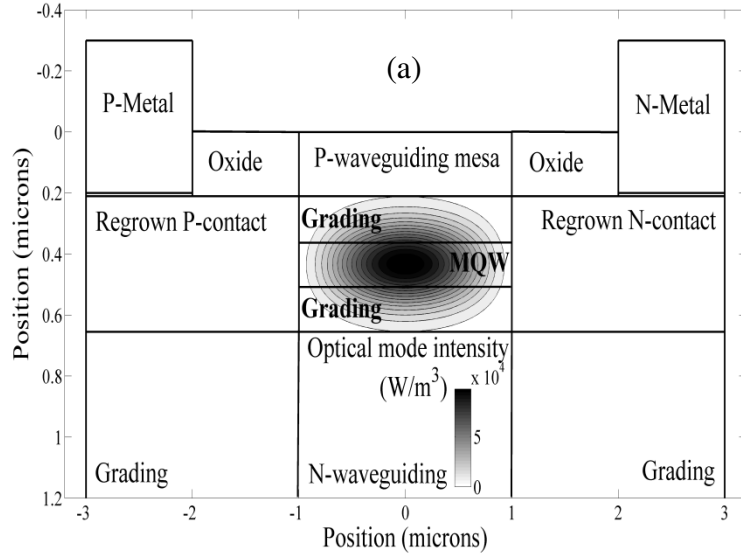 (a)
P-Metal
N-Metal
Oxide
P-waveguiding mesa
Oxide
Regrown P-contact
Grading
Regrown N-contact
MQW
Grading
Optical mode intensity
(W/m³)
x 10⁴
5
0
Grading
N-waveguiding
Grading
-0.4
-0.2
0
0.2
0.4
0.6
0.8
1
1.2
Position (microns)
-3 -2 -1 0 1 2 3
Position (microns)